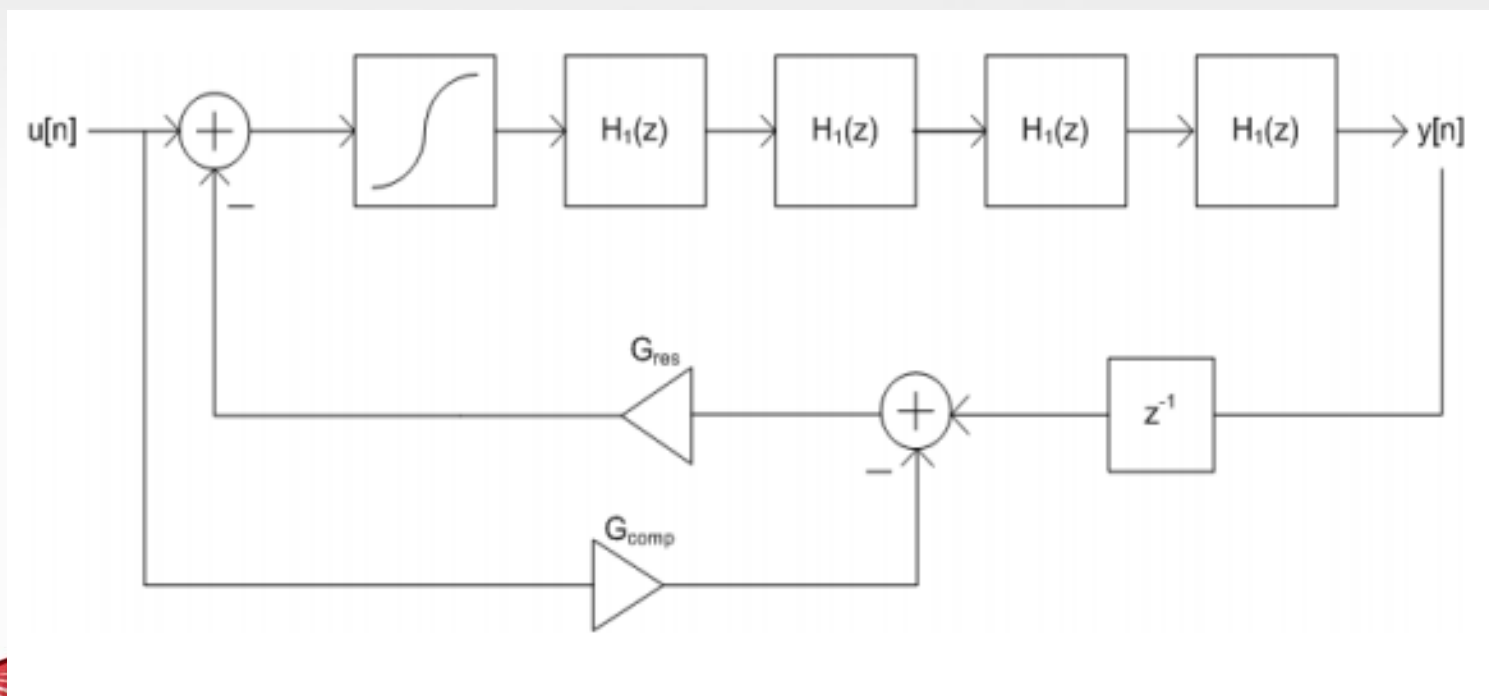 u[n]
+
H₁(z)
H₁(z)
H₁(z)
H₁(z)
y[n]
−
G_res
+
z⁻¹
−
G_comp